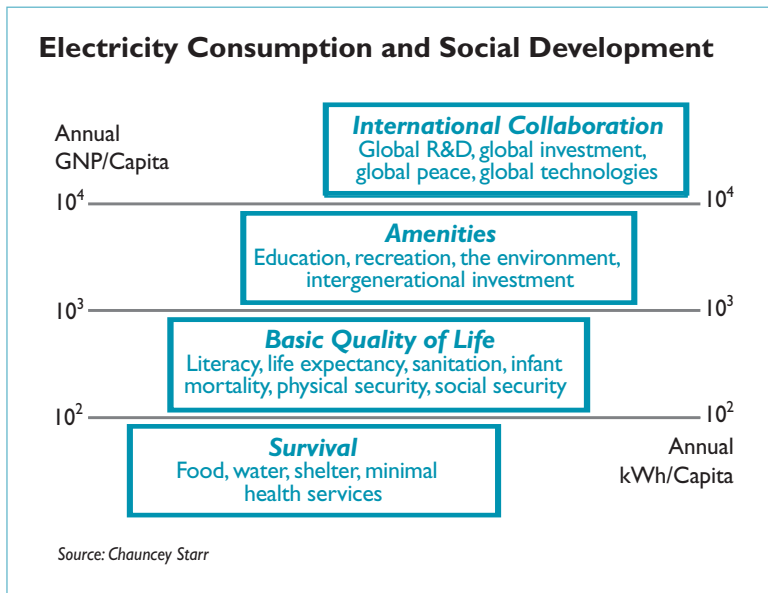 Electricity Consumption and Social Development
Annual
GNP/Capita
International Collaboration
Global R&D, global investment,
global peace, global technologies
10⁴
10⁴
Amenities
Education, recreation, the environment,
intergenerational investment
10³
10³
Basic Quality of Life
Literacy, life expectancy, sanitation, infant
mortality, physical security, social security
10²
10²
Survival
Food, water, shelter, minimal
health services
Annual
kWh/Capita
Source: Chauncey Starr